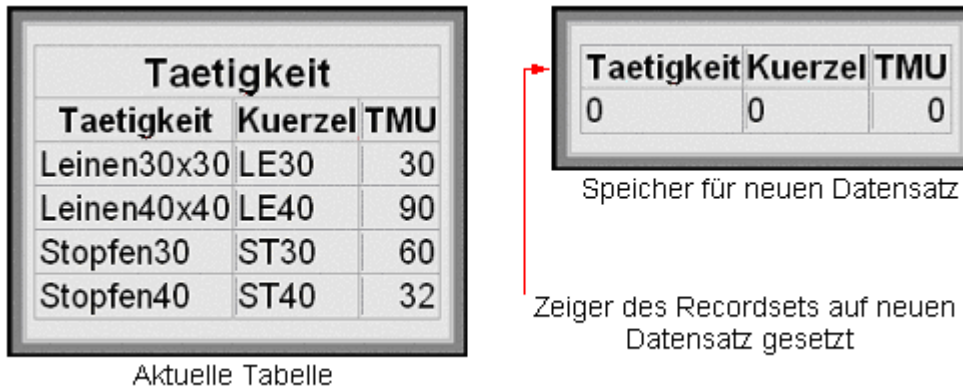 Taetigkeit
Taetigkeit Kuerzel TMU
Leinen30x30 LE30 30
Leinen40x40 LE40 90
Stopfen30 ST30 60
Stopfen40 ST40 32
Aktuelle Tabelle
Taetigkeit Kuerzel TMU
0 0 0
Speicher für neuen Datensatz
Zeiger des Recordsets auf neuen
Datensatz gesetzt